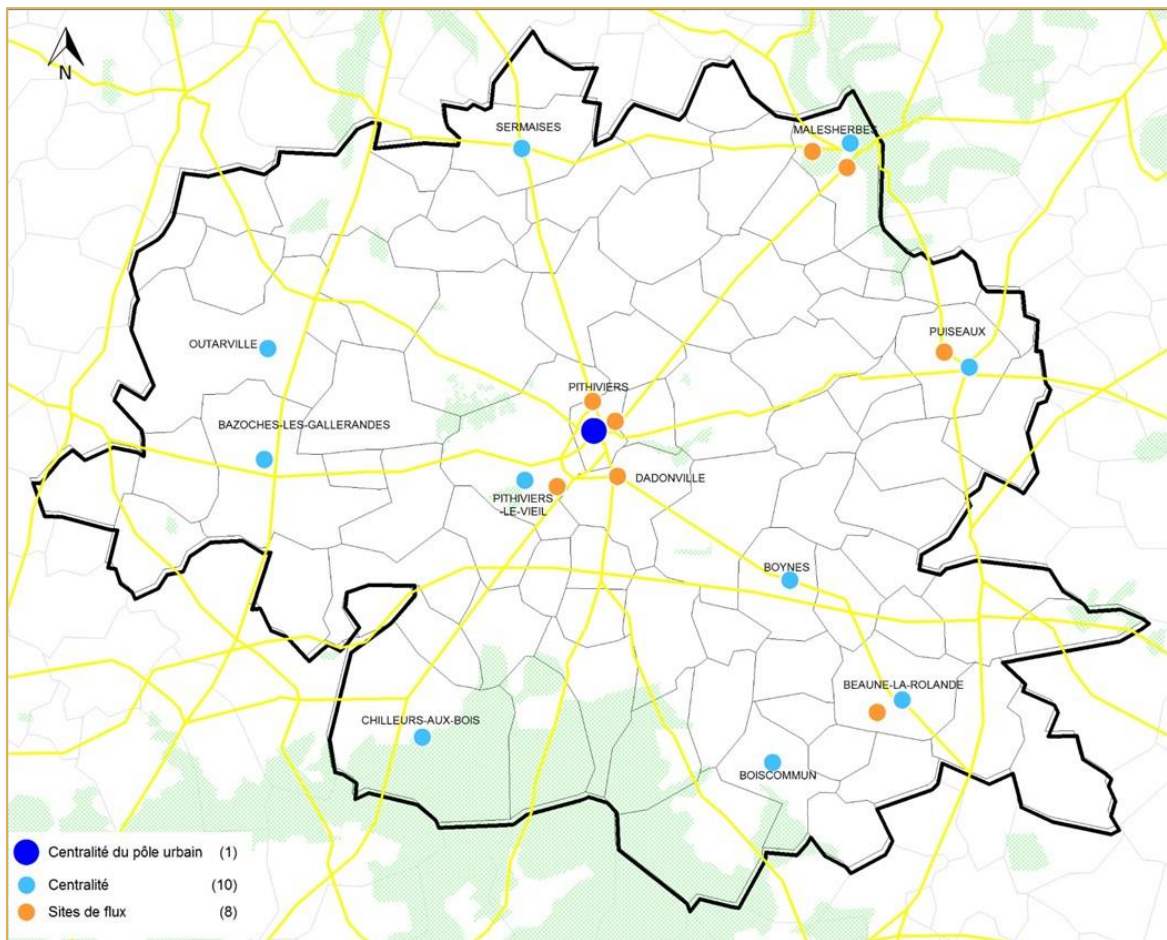 N
SERMAISES
MALESHERBES
OUTARVILLE
PUISEAUX
PITHIVIERS
BAZOCHES-LES-GALLERANDES
DADONVILLE
PITHIVIERS
-LE-VIEIL
BOYNES
BEAUNE-LA-ROLANDE
CHILLEURS-AUX-BOIS
BOISCOMMUN
Centralité du pôle urbain (1)
Centralité (10)
Sites de flux (8)